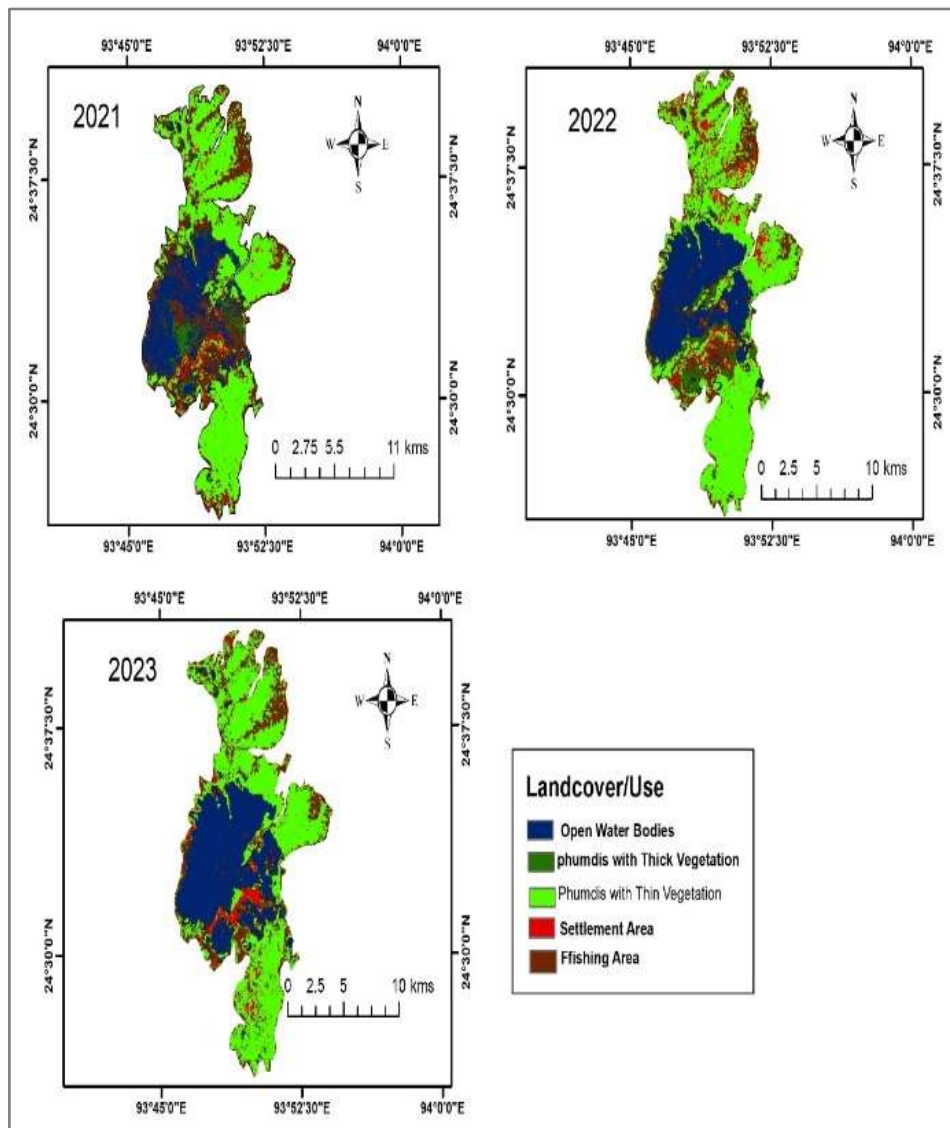 93°45'0"E 93°52'30"E 94°0'0"E
2021
N
W E
S
24°37'30"N 24°37'30"N
24°30'0"N 24°30'0"N
0 2.75 5.5 11 kms
93°45'0"E 93°52'30"E 94°0'0"E
93°45'0"E 93°52'30"E 94°0'0"E
2022
N
W E
S
24°37'30"N 24°37'30"N
24°30'0"N 24°30'0"N
0 2.5 5 10 kms
93°45'0"E 93°52'30"E 94°0'0"E
93°45'0"E 93°52'30"E 94°0'0"E
2023
N
W E
S
24°37'30"N 24°37'30"N
24°30'0"N 24°30'0"N
0 2.5 5 10 kms
93°45'0"E 93°52'30"E 94°0'0"E
Landcover/Use
Open Water Bodies
phumdis with Thick Vegetation
Phumdis with Thin Vegetation
Settlement Area
Ffishing Area